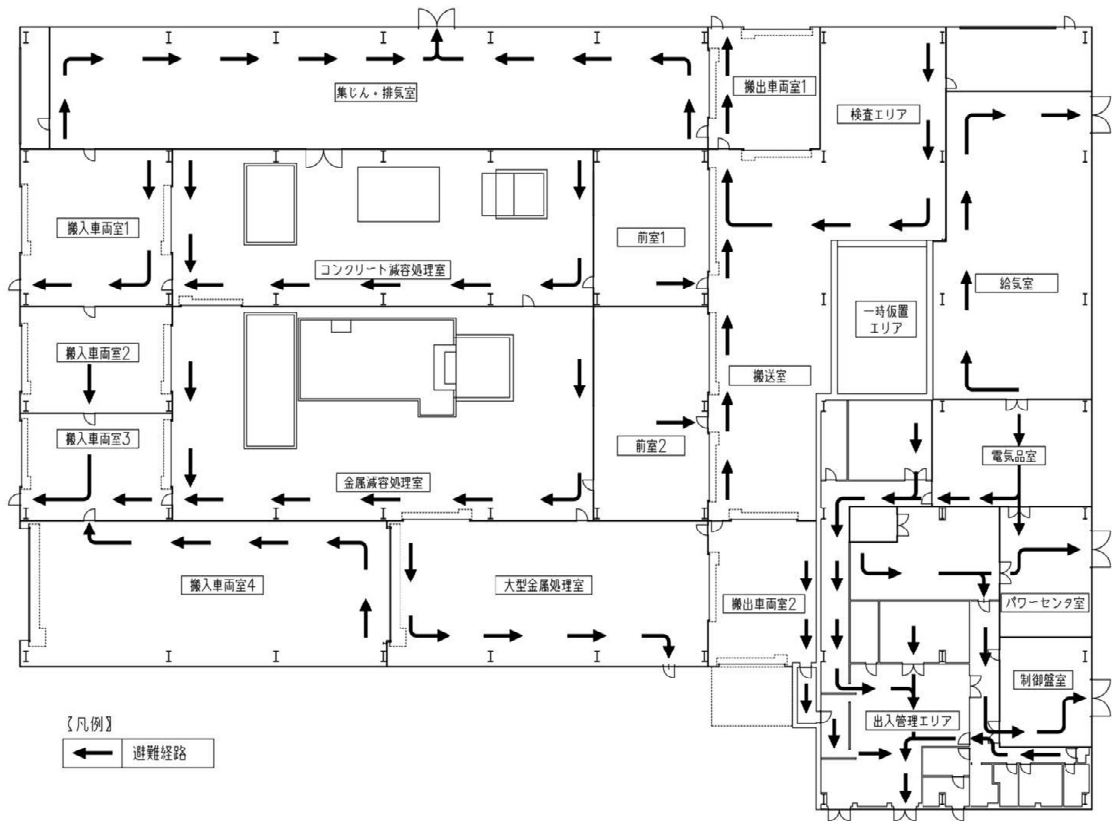 集じん・排気室
搬出車両室1
検査エリア
搬入車両室1
前室1
コンクリート減容処理室
給気室
一時仮置
エリア
搬入車両室2
搬送室
搬入車両室3
前室2
電気品室
金属減容処理室
搬入車両室4
大型金属処理室
搬出車両室2
パワーセンタ室
制御盤室
出入管理エリア
【凡例】
避難経路